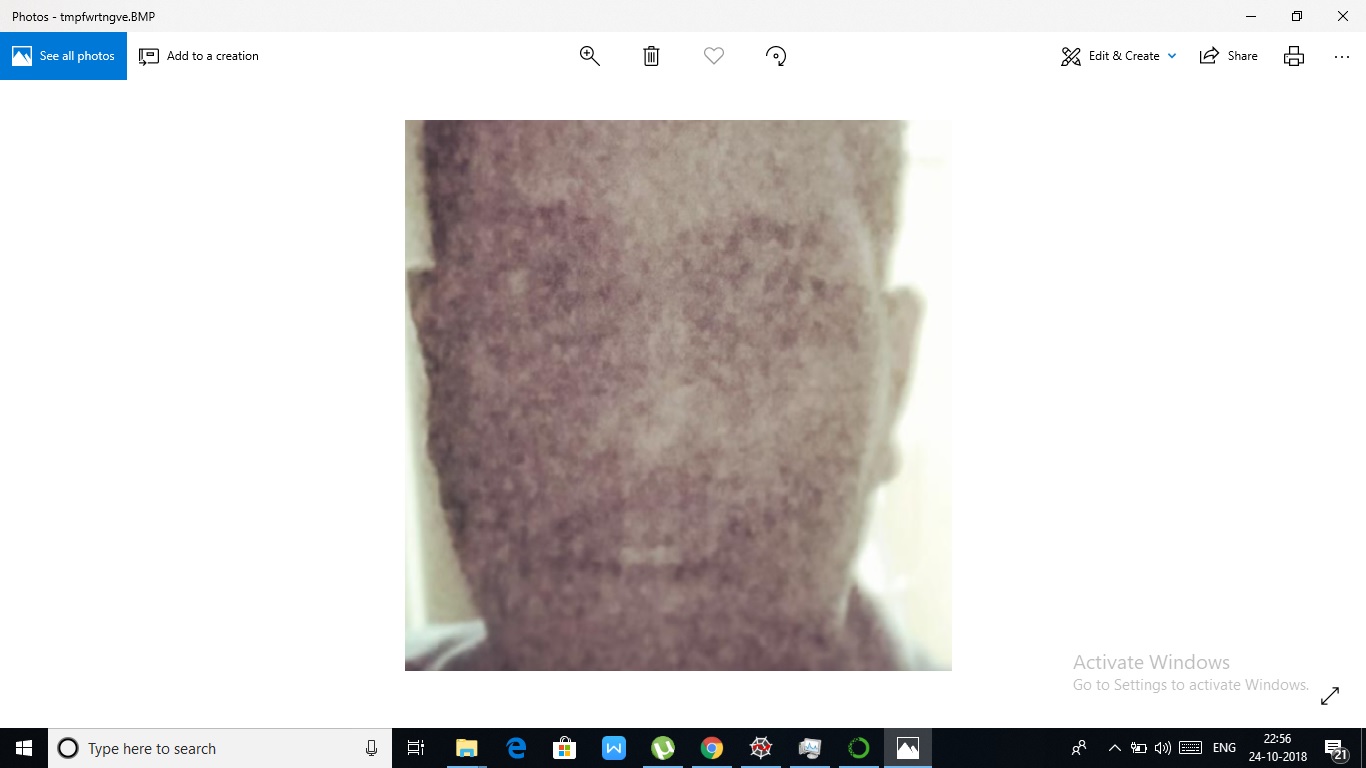 Photos - tmpfwrtngve.BMP
See all photos
Add to a creation
Edit & Create
Share
Activate Windows
Go to Settings to activate Windows.
Type here to search
ENG
22:56
24-10-2018
21